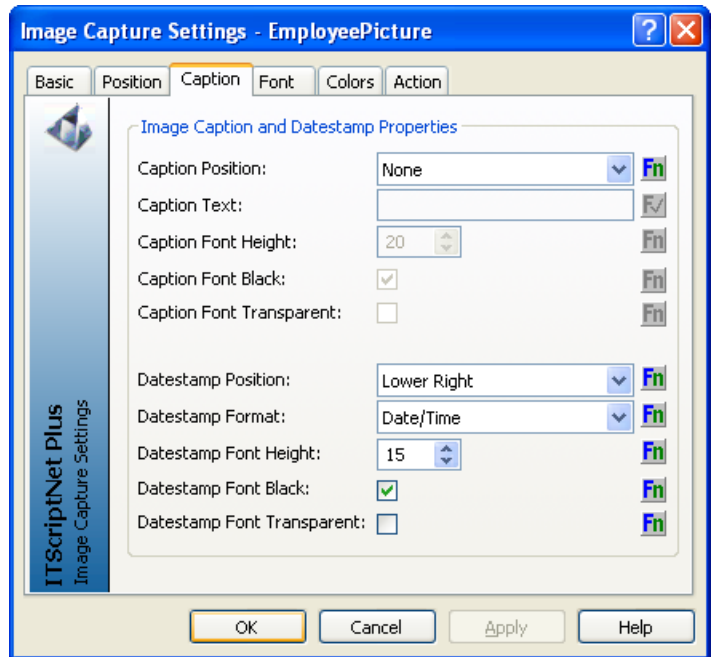 Image Capture Settings - EmployeePicture
Basic Position Caption Font Colors Action
Image Caption and Datestamp Properties
Caption Position: None Fn
Caption Text: F✓
Caption Font Height: 20 Fn
Caption Font Black: Fn
Caption Font Transparent: Fn
Datestamp Position: Lower Right Fn
Datestamp Format: Date/Time Fn
Datestamp Font Height: 15 Fn
Datestamp Font Black: Fn
Datestamp Font Transparent: Fn
ITScriptNet Plus
Image Capture Settings
OK Cancel Apply Help